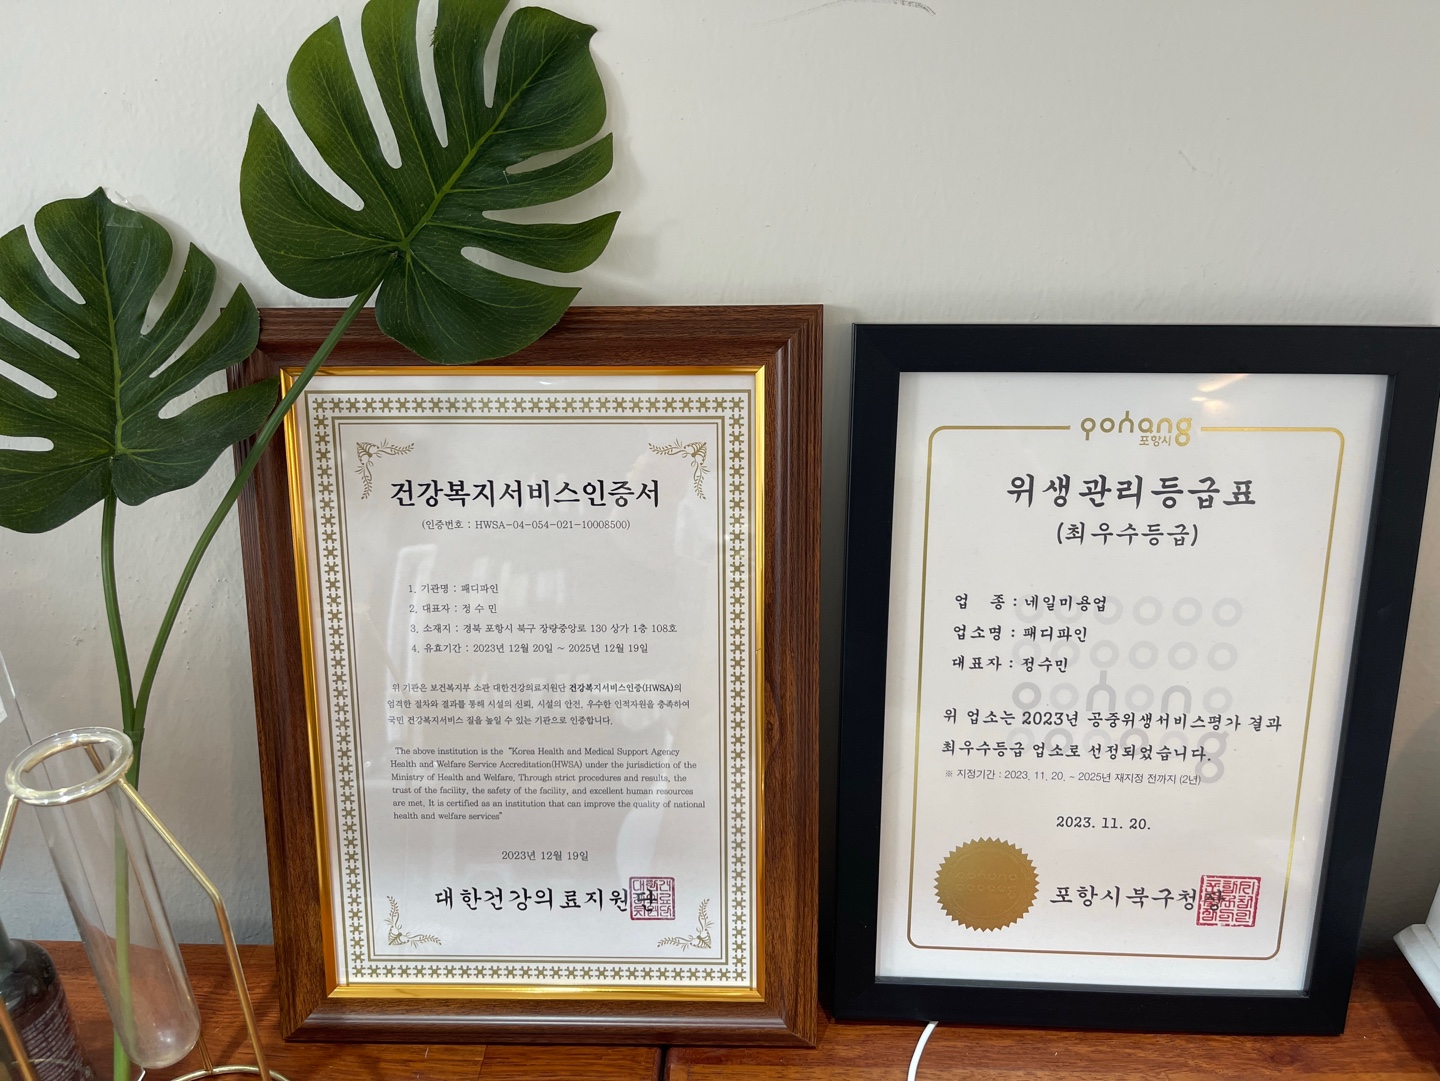 건강복지서비스인증서
(인증번호 : HWSA-04-054-021-10008500)
1. 기관명 : 패디파인
2. 대표자 : 정 수 민
3. 소재지 : 경북 포항시 북구 장량중앙로 130 상가 1층 108호
4. 유효기간 : 2023년 12월 20일 ~ 2025년 12월 19일
위 기관은 보건복지부 소관 대한건강의료지원단 건강복지서비스인증(HWSA)의
엄격한 절차와 결과를 통해 시설의 신뢰, 시설의 안전, 우수한 인적자원을 충족하여
국민 건강복지서비스 질을 높일 수 있는 기관으로 인증합니다.
The above institution is the "Korea Health and Medical Support Agency
Health and Welfare Service Accreditation(HWSA) under the jurisdiction of the
Ministry of Health and Welfare. Through strict procedures and results, the
trust of the facility, the safety of the facility, and excellent human resources
are met. It is certified as an institution that can improve the quality of national
health and welfare services"
2023년 12월 19일
대한건강의료지원단
pohang
포항시
위생관리등급표
(최우수등급)
업 종 : 네일미용업
업소명 : 패디파인
대표자 : 정수민
위 업소는 2023년 공중위생서비스평가 결과
최우수등급 업소로 선정되었습니다.
※ 지정기간 : 2023. 11. 20. ~ 2025년 재지정 전까지 (2년)
2023. 11. 20.
포항시북구청장